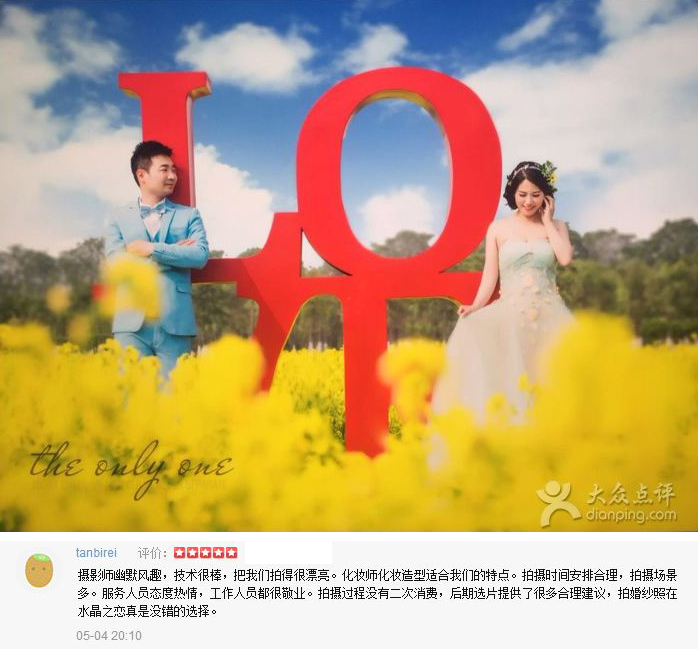 LO
the only one
大众点评
dianping.com
tanbirei 评价：
摄影师幽默风趣，技术很棒，把我们拍得很漂亮。化妆师化妆造型适合我们的特点。拍摄时间安排合理，拍摄场景
多。服务人员态度热情，工作人员都很敬业。拍摄过程没有二次消费，后期选片提供了很多合理建议，拍婚纱照在
水晶之恋真是没错的选择。
05-04 20:10